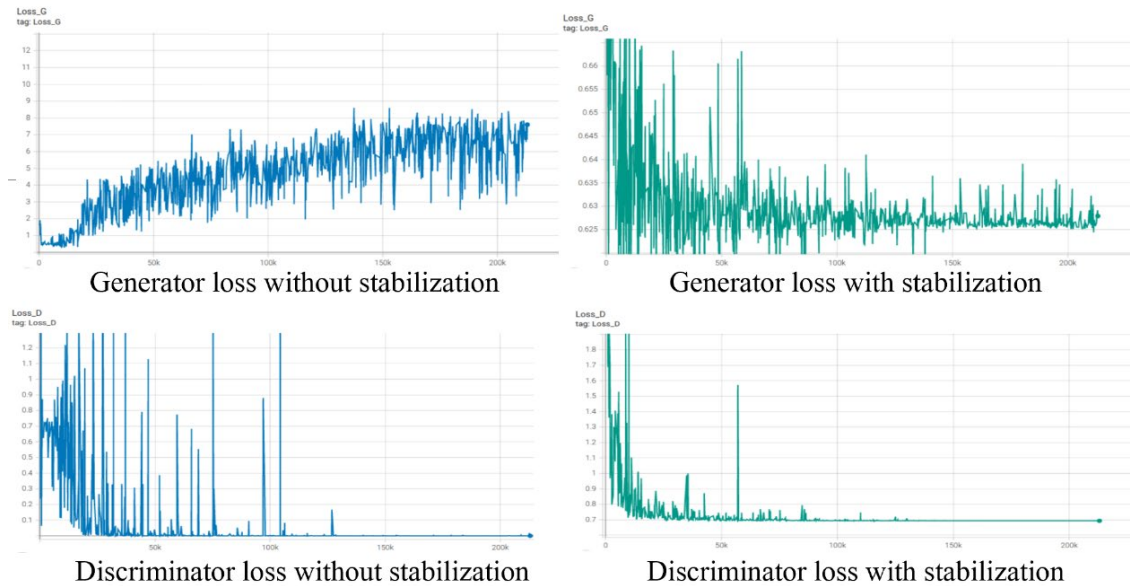 Loss_G
tag: Loss_G
12
11
10
9
8
7
6
5
4
3
2
1
0 50k 100k 150k 200k
Generator loss without stabilization
Loss_G
tag: Loss_G
0.66
0.655
0.65
0.645
0.64
0.635
0.63
0.625
0 50k 100k 150k 200k
Generator loss with stabilization
Loss_D
tag: Loss_D
1.2
1.1
1
0.9
0.8
0.7
0.6
0.5
0.4
0.3
0.2
0.1
0 50k 100k 150k 200k
Discriminator loss without stabilization
Loss_D
tag: Loss_D
1.8
1.7
1.6
1.5
1.4
1.3
1.2
1.1
1
0.9
0.8
0.7
0 50k 100k 150k 200k
Discriminator loss with stabilization